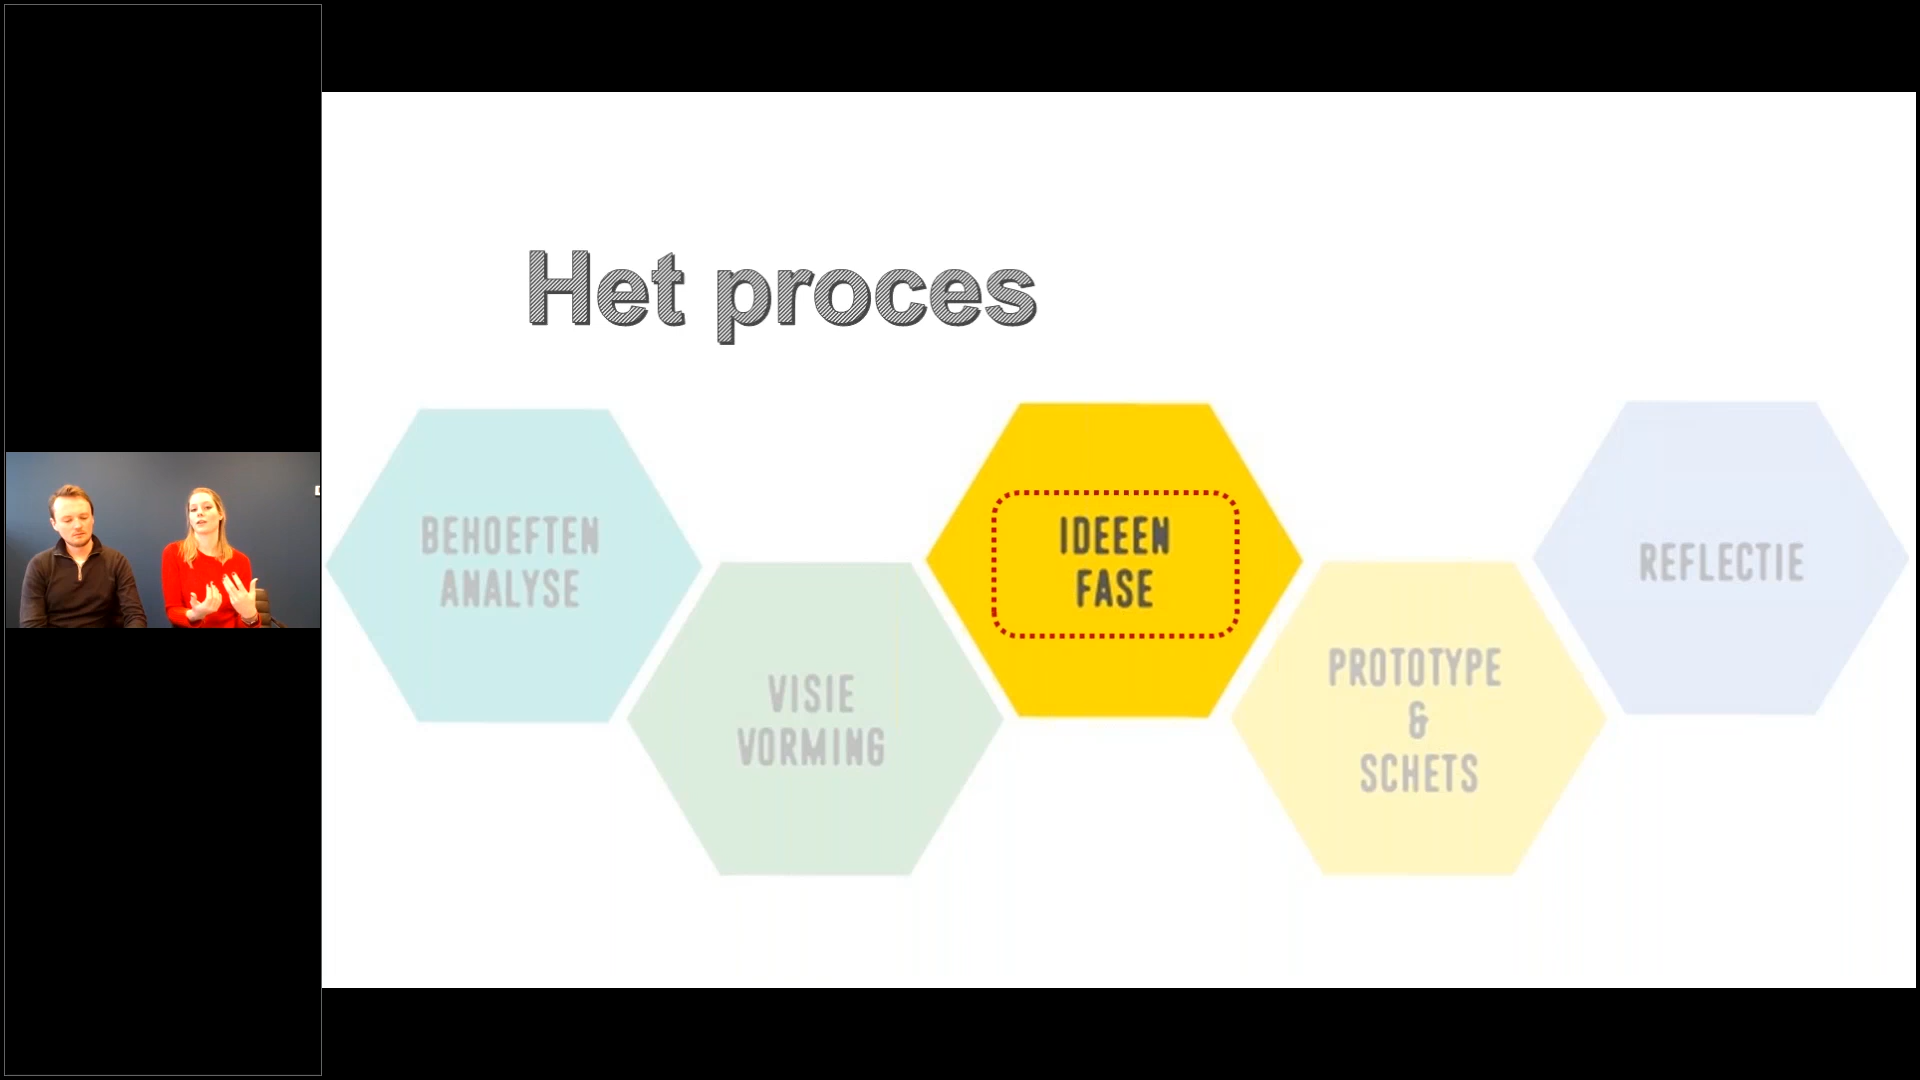 Het proces
BEHOEFTEN
ANALYSE
VISIE
VORMING
IDEEEN
FASE
PROTOTYPE
&
SCHETS
REFLECTIE